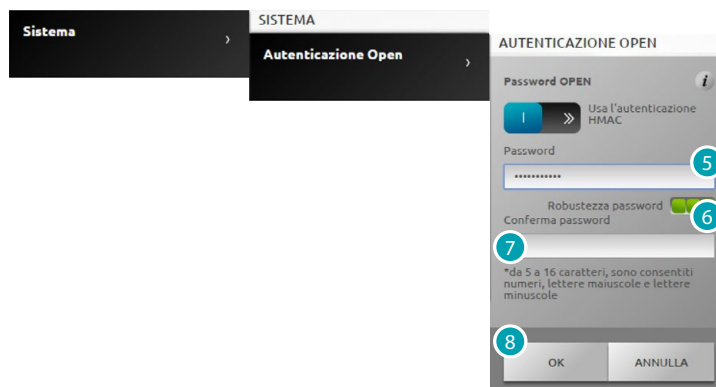 Sistema
SISTEMA
Autenticazione Open
AUTENTICAZIONE OPEN
Password OPEN
i
Usa l'autenticazione
HMAC
Password
5
•••••••••••
Robustezza password
6
Conferma password
7
*da 5 a 16 caratteri, sono consentiti
numeri, lettere maiuscole e lettere
minuscole
8
OK ANNULLA